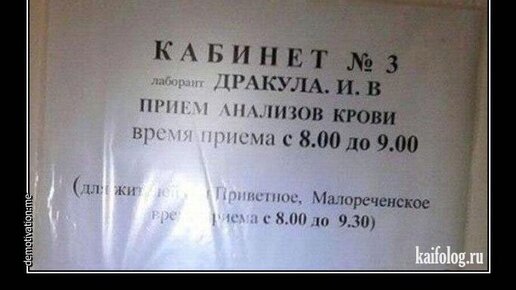 КАБИНЕТ № 3
лаборант ДРАКУЛА. И. В
ПРИЕМ АНАЛИЗОВ КРОВИ
время приема с 8.00 до 9.00
Приветное, Малореченское
с 8.00 до 9.30)
demotivation.me
kaifolog.ru